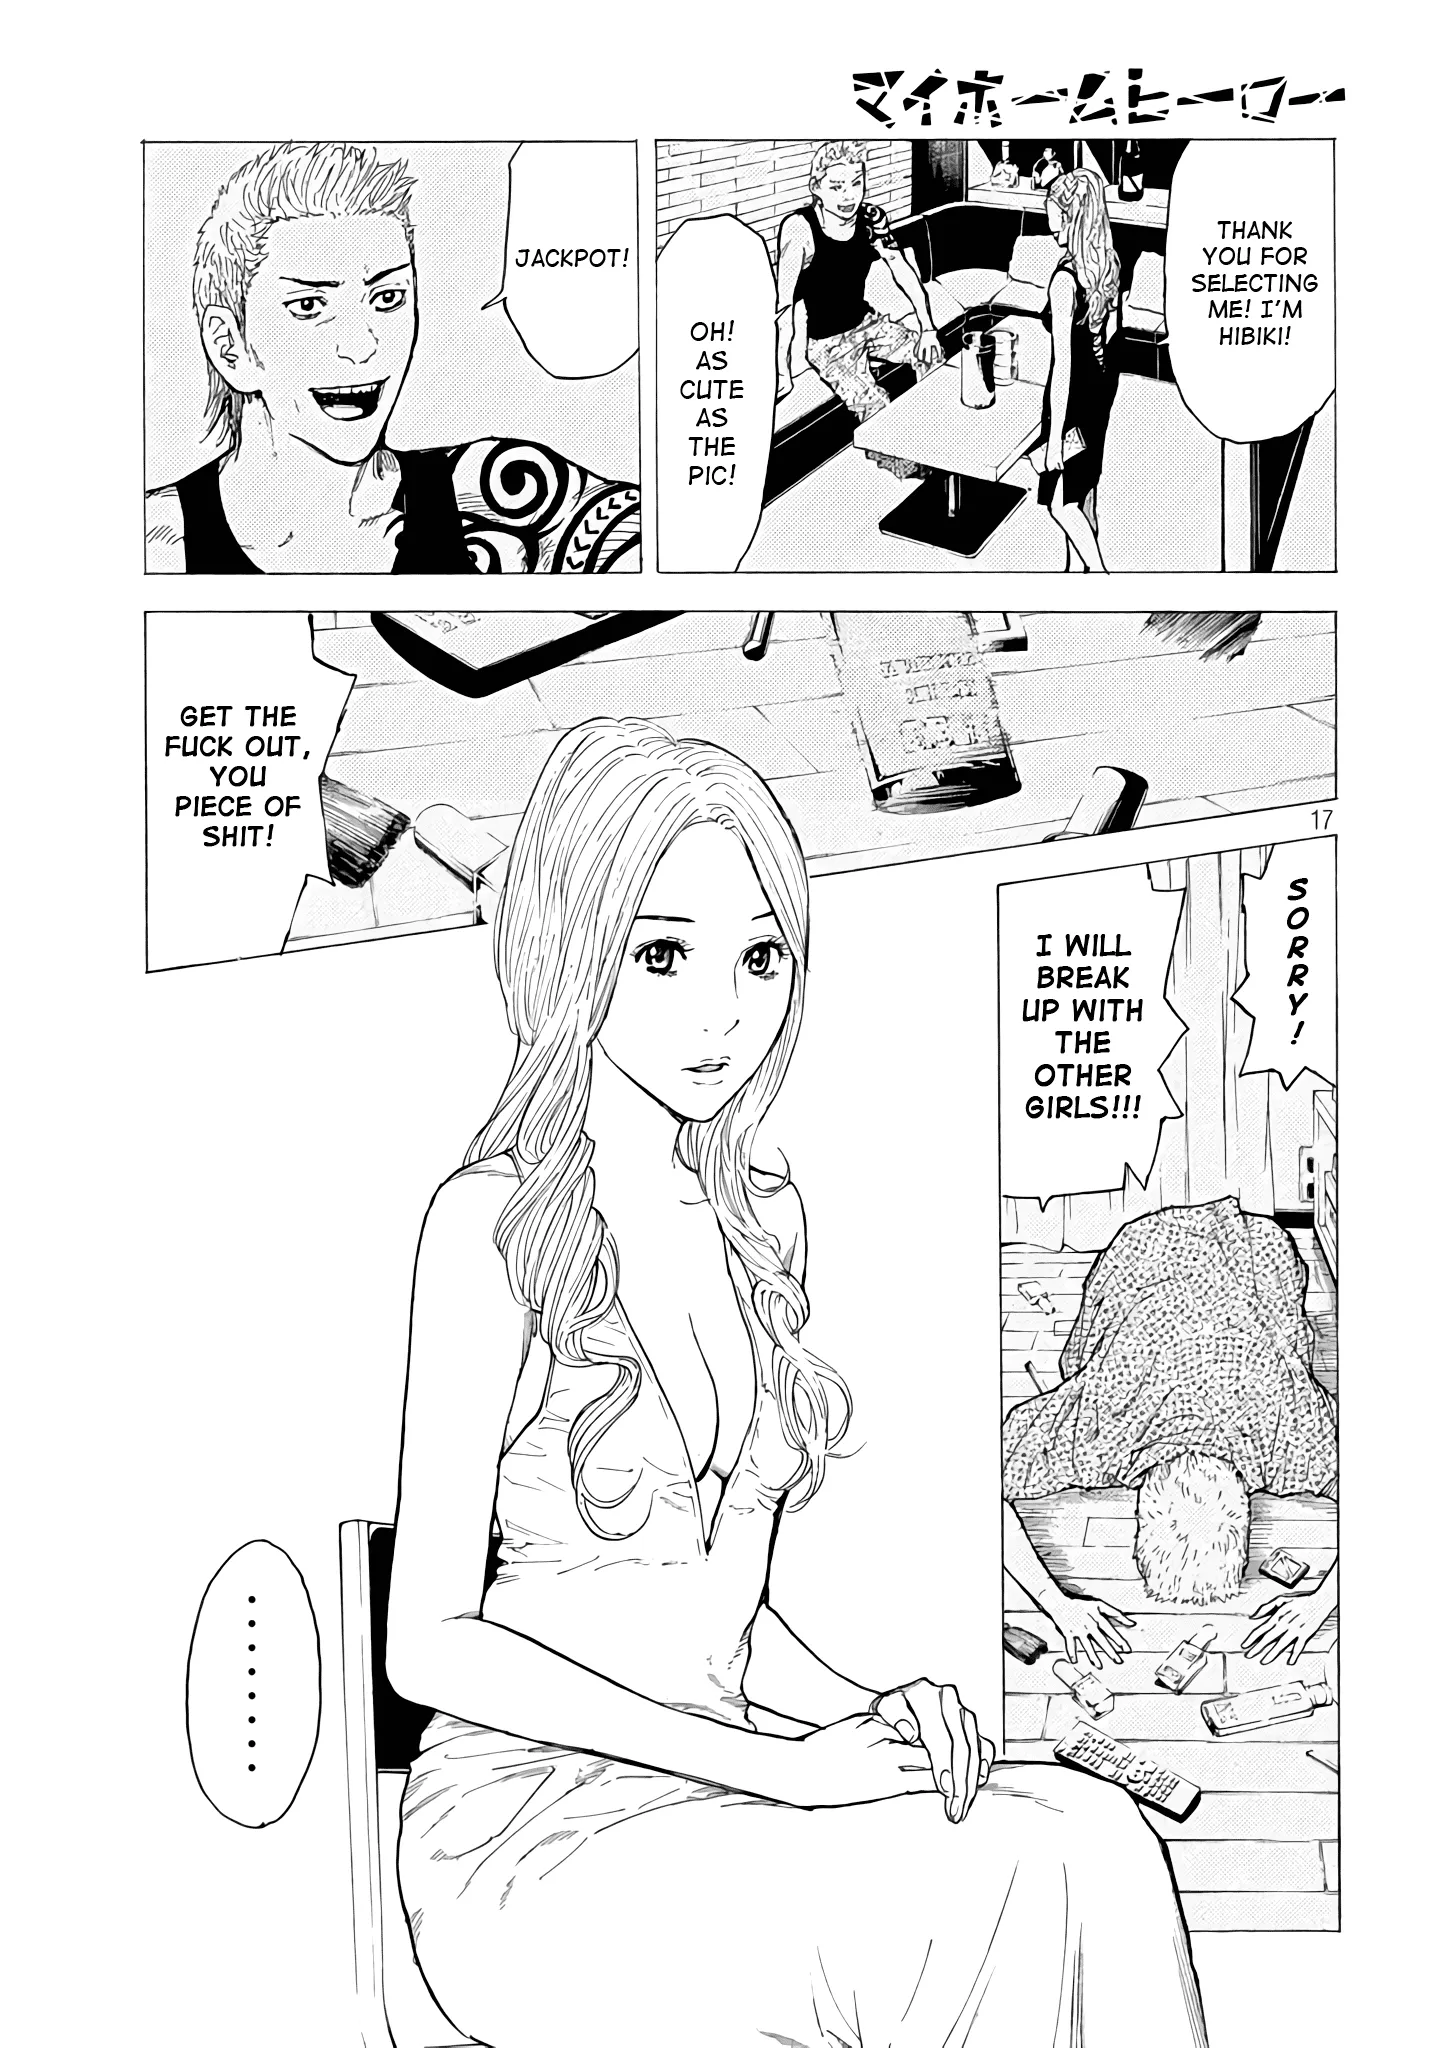 マイホームヒーロー
THANK
YOU FOR
SELECTING
ME! I'M
HIBIKI!
OH!
AS
CUTE
AS
THE
PIC!
JACKPOT!
GET THE
FUCK OUT,
YOU
PIECE OF
SHIT!
17
SORRY!
I WILL
BREAK
UP WITH
THE
OTHER
GIRLS!!!
........